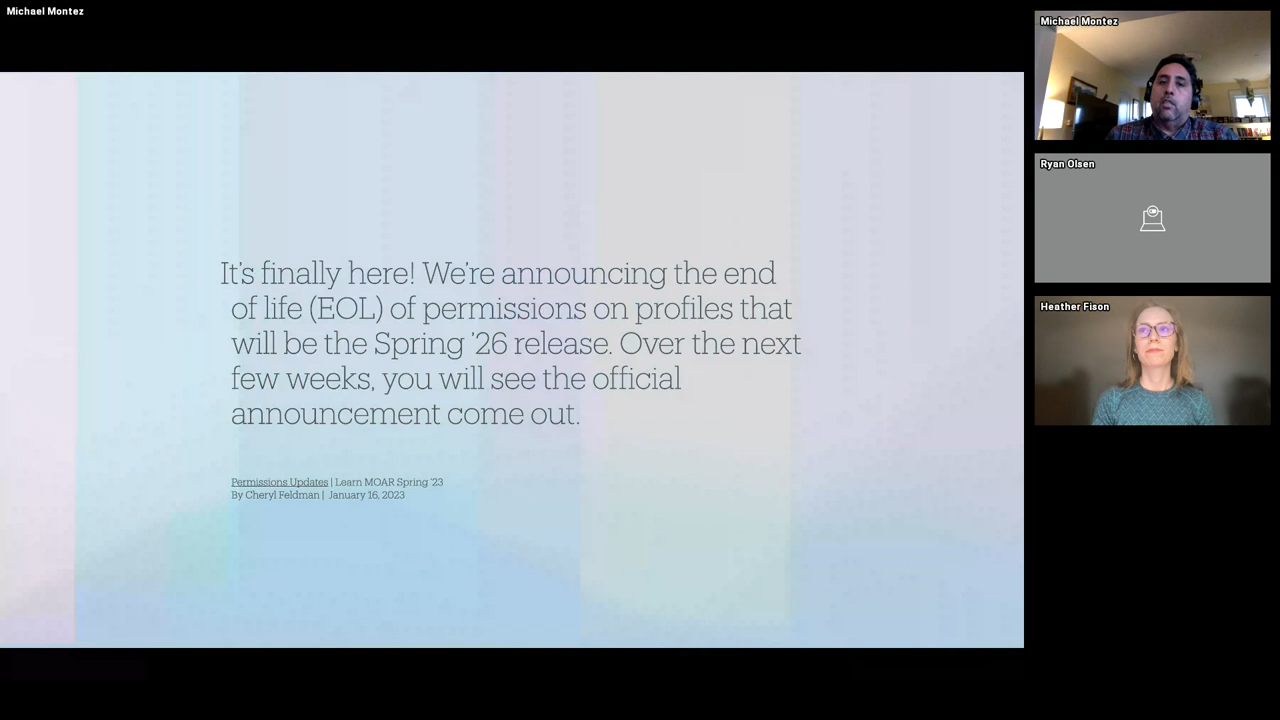 Michael Montez
It's finally here! We're announcing the end
of life (EOL) of permissions on profiles that
will be the Spring '26 release. Over the next
few weeks, you will see the official
announcement come out.
Permissions Updates | Learn MOAR Spring '23
By Cheryl Feldman | January 16, 2023
Michael Montez
Ryan Olsen
Heather Fison